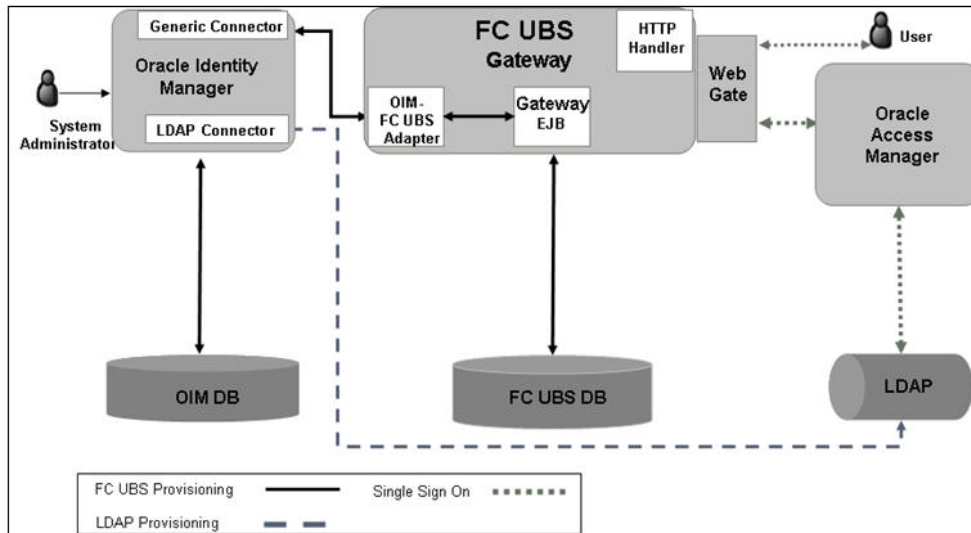 Generic Connector
Oracle Identity
Manager
LDAP Connector
System
Administrator
FC UBS
Gateway
HTTP
Handler
OIM-
FC UBS
Adapter
Gateway
EJB
Web
Gate
User
Oracle
Access
Manager
OIM DB
FC UBS DB
LDAP
FC UBS Provisioning
Single Sign On
LDAP Provisioning